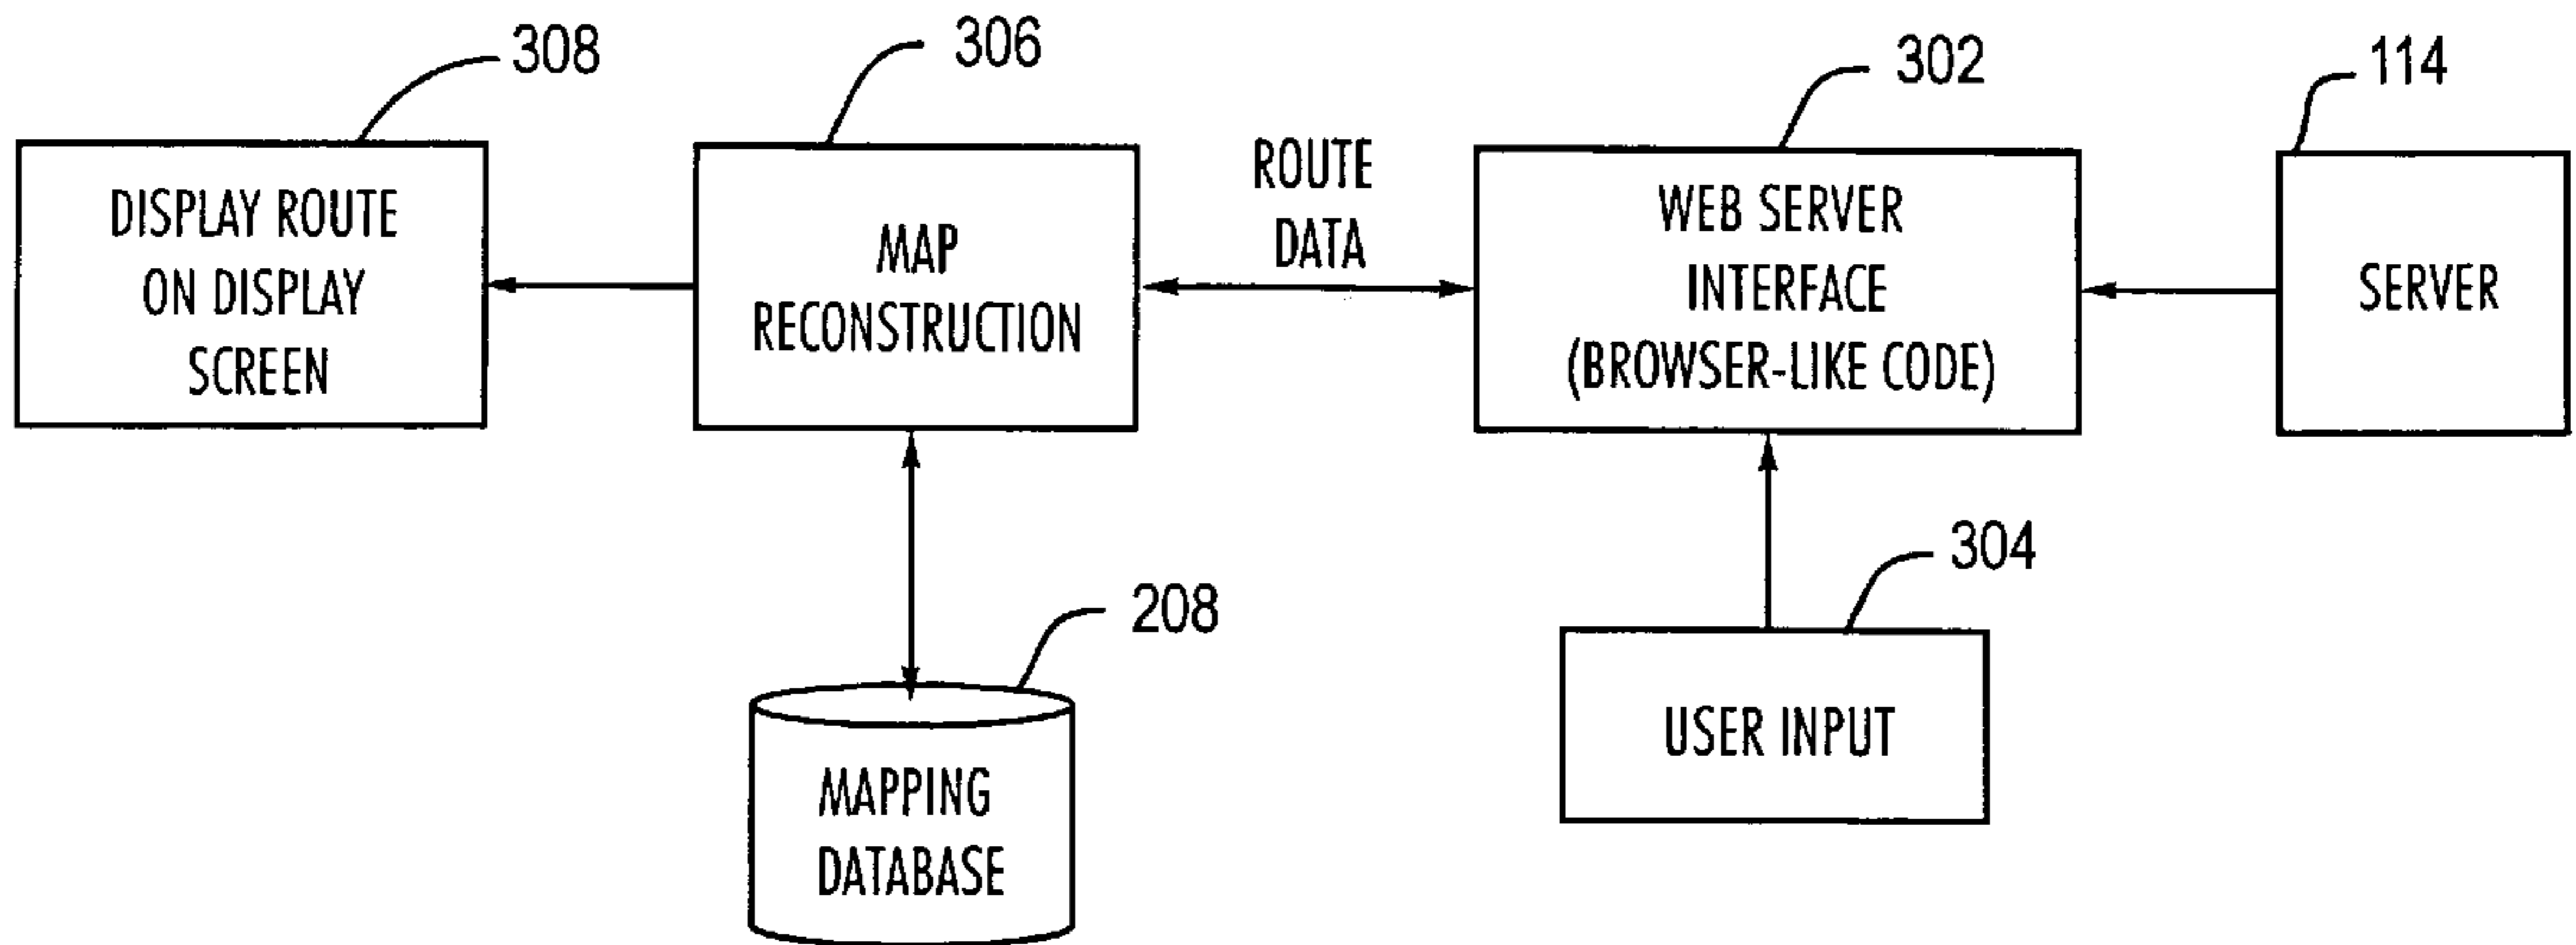 308
306
302
114
DISPLAY ROUTE
ON DISPLAY
SCREEN
MAP
RECONSTRUCTION
ROUTE
DATA
WEB SERVER
INTERFACE
(BROWSER-LIKE CODE)
SERVER
208
MAPPING
DATABASE
304
USER INPUT